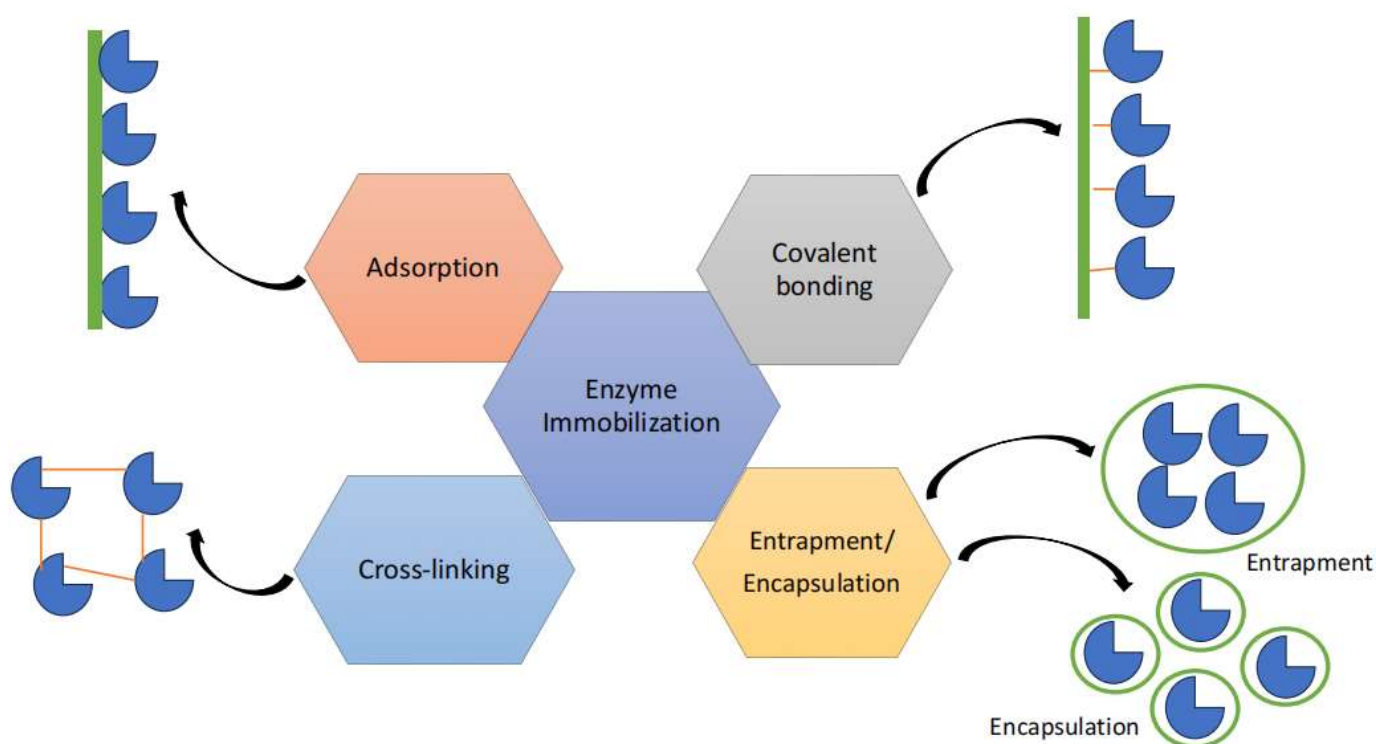 Adsorption
Covalent
bonding
Enzyme
Immobilization
Cross-linking
Entrapment/
Encapsulation
Entrapment
Encapsulation